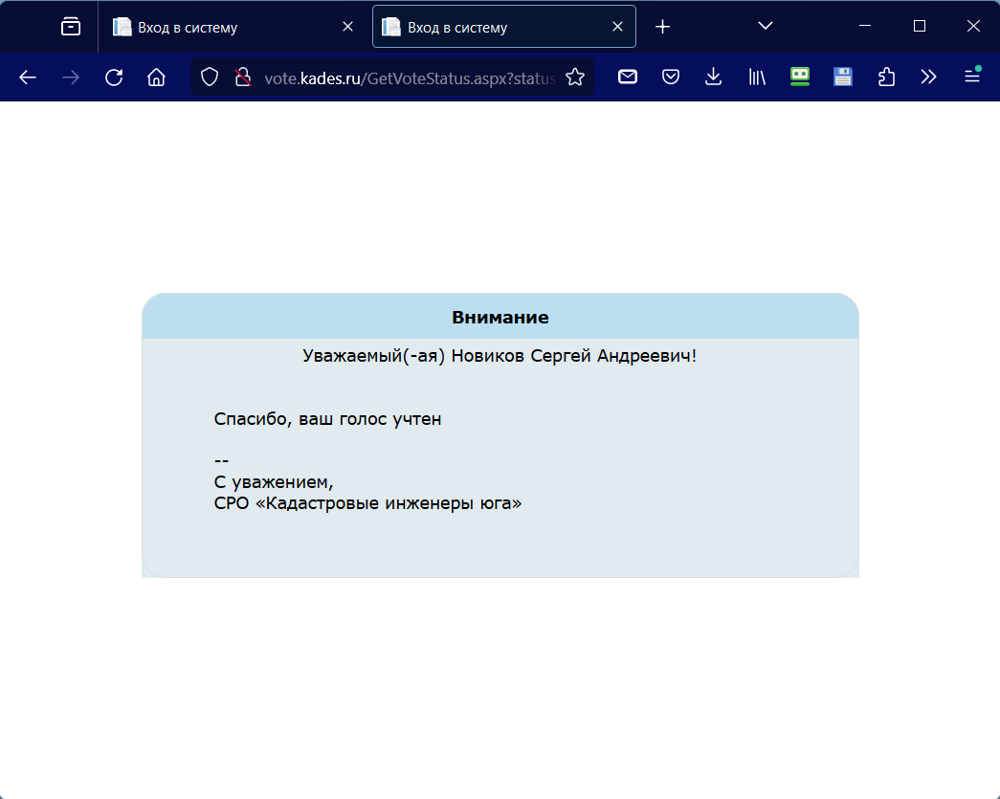 Вход в систему
Вход в систему
vote.kades.ru/GetVoteStatus.aspx?status
Внимание
Уважаемый(-ая) Новиков Сергей Андреевич!
Спасибо, ваш голос учтен
--
С уважением,
СРО «Кадастровые инженеры юга»